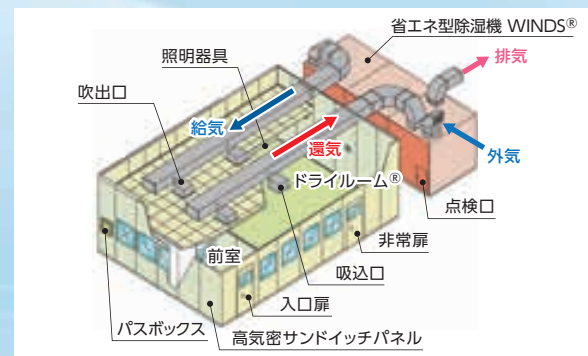 省エネ型除湿機 WINDS®
照明器具
排気
吹出口
給気
還気
外気
ドライルーム®
点検口
前室
非常扉
吸込口
入口扉
パスボックス
高気密サンドイッチパネル